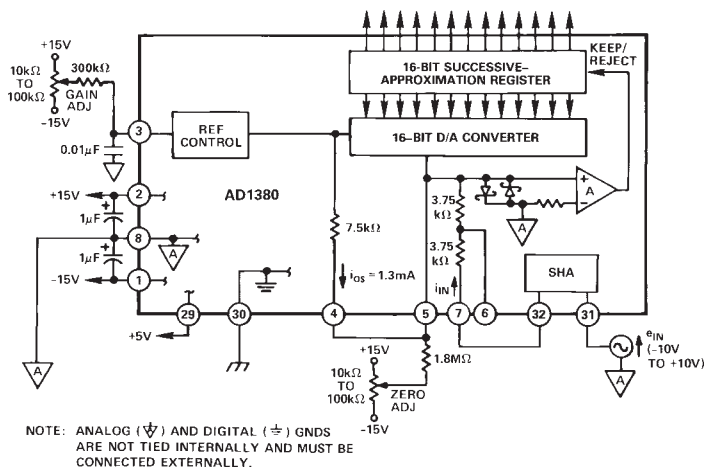 +15V
10kΩ
TO
100kΩ
300kΩ
GAIN
ADJ
-15V
0.01µF
3
REF
CONTROL
16-BIT SUCCESSIVE–
APPROXIMATION REGISTER
KEEP/
REJECT
16–BIT D/A CONVERTER
AD1380
+15V
2
1µF
8
A
1µF
-15V
1
7.5kΩ
iOS = 1.3mA
3.75
kΩ
3.75
kΩ
iIN
A
+
–
A
SHA
29
30
4
5
7
6
32
31
+5V
A
+15V
10kΩ
TO
100kΩ
-15V
ZERO
ADJ
1.8MΩ
eIN
(–10V
TO +10V)
A
A
NOTE: ANALOG (A) AND DIGITAL (⏚) GNDS
ARE NOT TIED INTERNALLY AND MUST BE
CONNECTED EXTERNALLY.